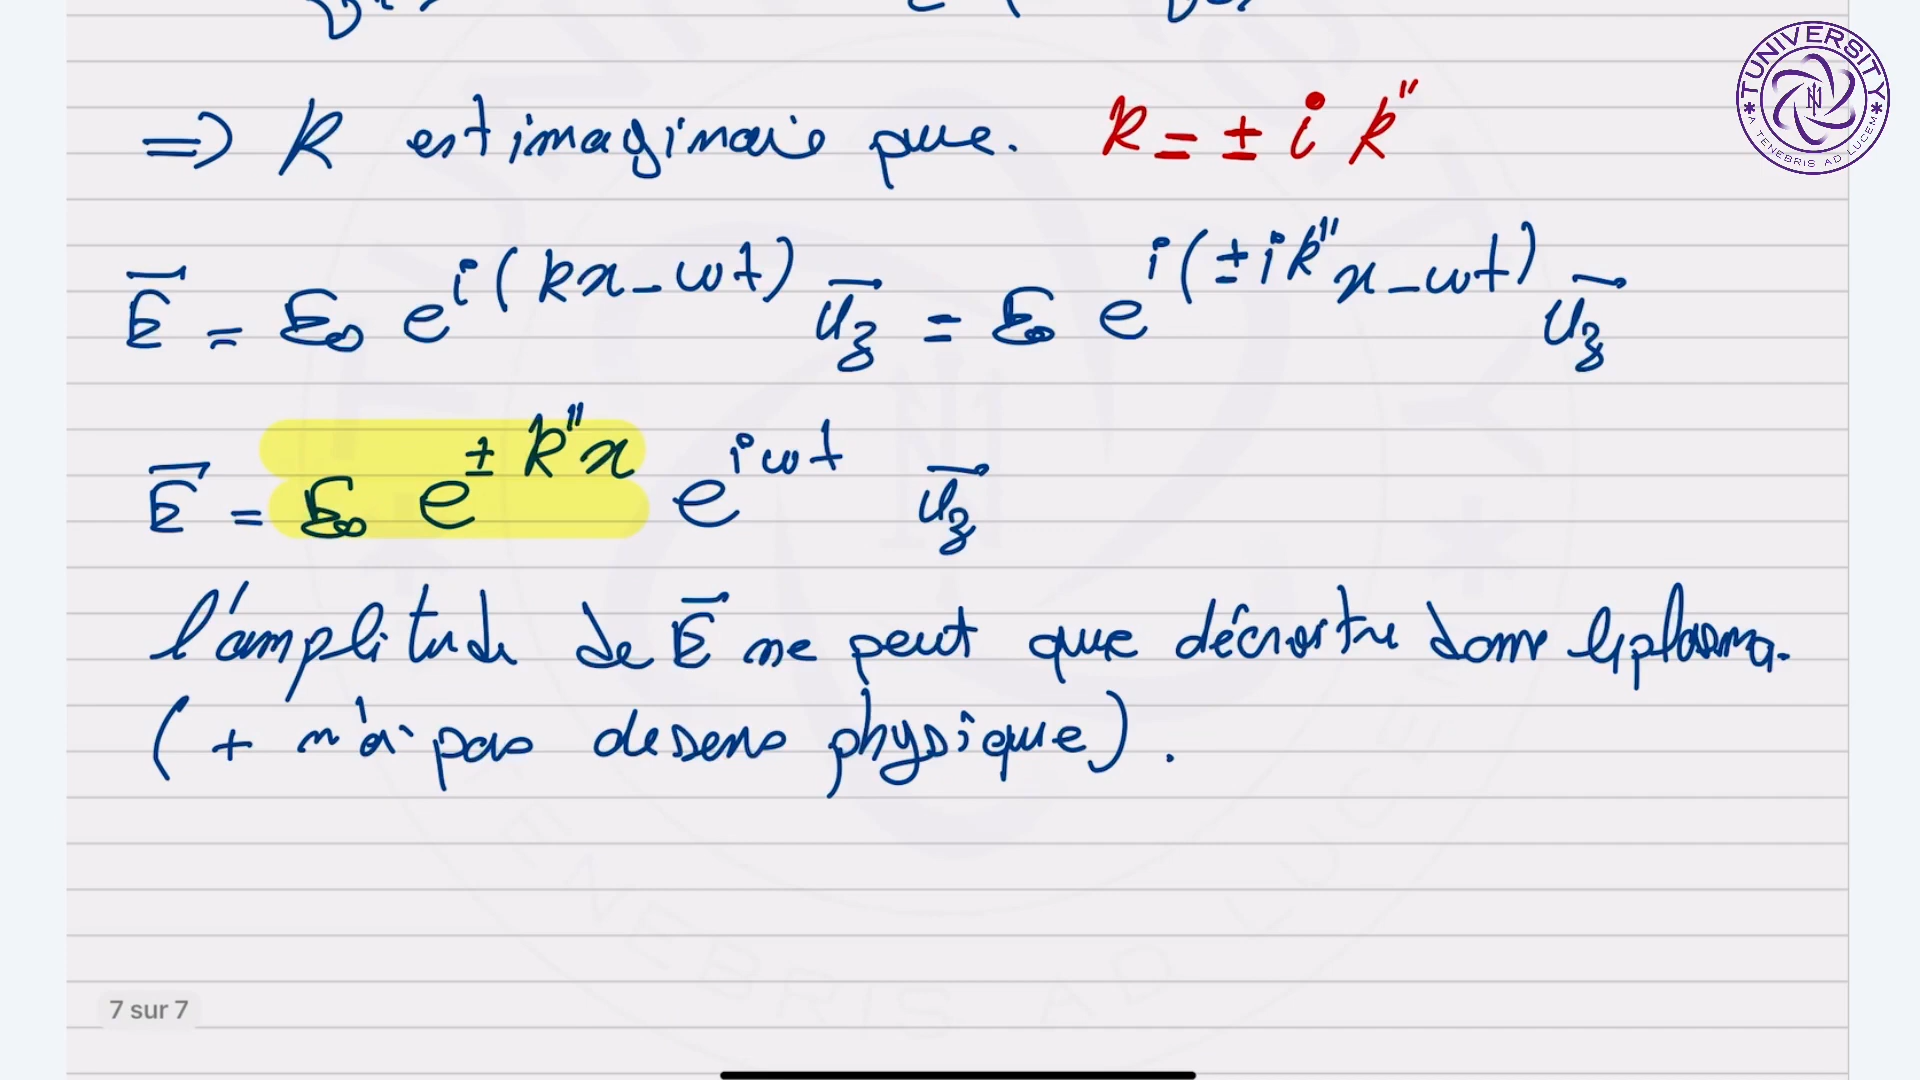 TUNIVERSITY
A TENEBRIS AD LUCEM
=> k est imaginaire pure. k = ± i k"
E⃗ = E₀ e^{i(kx-ωt)} u⃗_z = E₀ e^{i(±ik"x-ωt)} u⃗_z
E⃗ = E₀ e^{±k"x} e^{iωt} u⃗_z
l'amplitude de E⃗ ne peut que décroître dans le plasma.
(+ n'a pas de sens physique).
7 sur 7